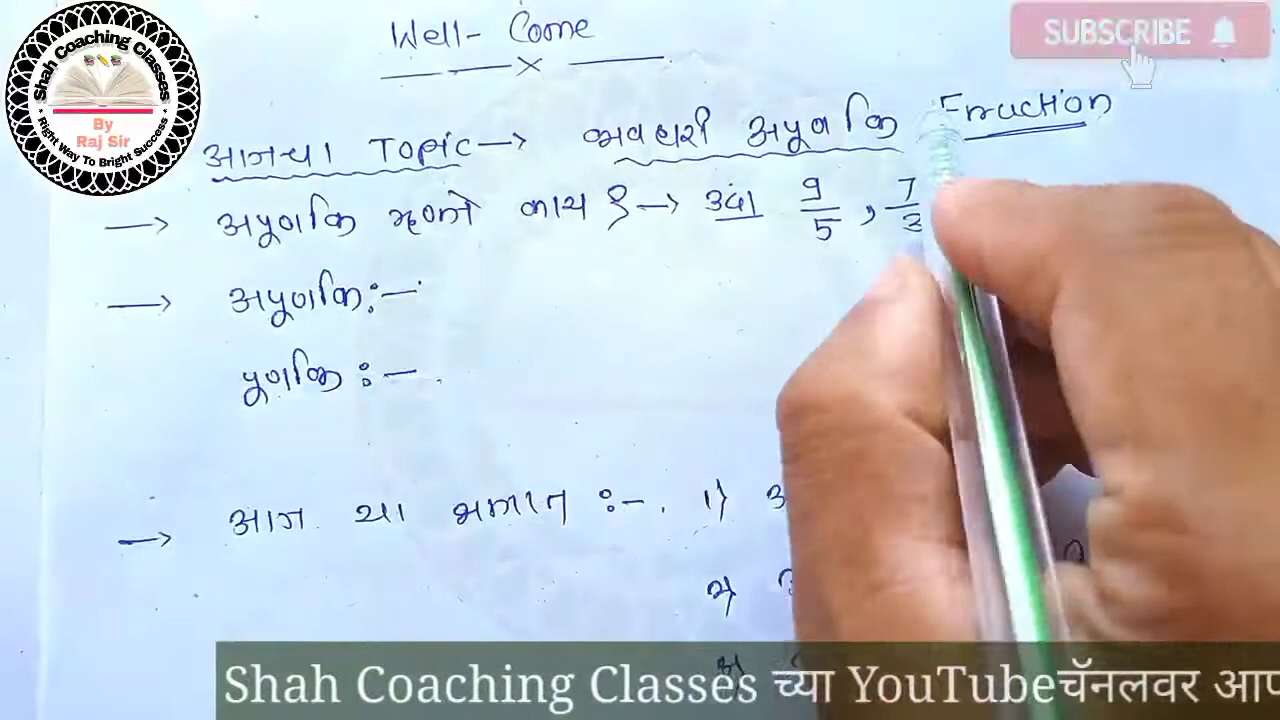 Shah Coaching Classes
By
Raj Sir
Right Way To Bright Success
SUBSCRIBE
Well- Come
आजचा Topic → व्यवहारी अपूर्णांक Fraction
→ अपूर्णांक म्हणजे काय ? → उदा 9/5 , 7/3
→ अपूर्णांक :-
पूर्णांक :-
→ आज च्या भागात :- . 1)
Shah Coaching Classes च्या YouTubeचॅनलवर आप